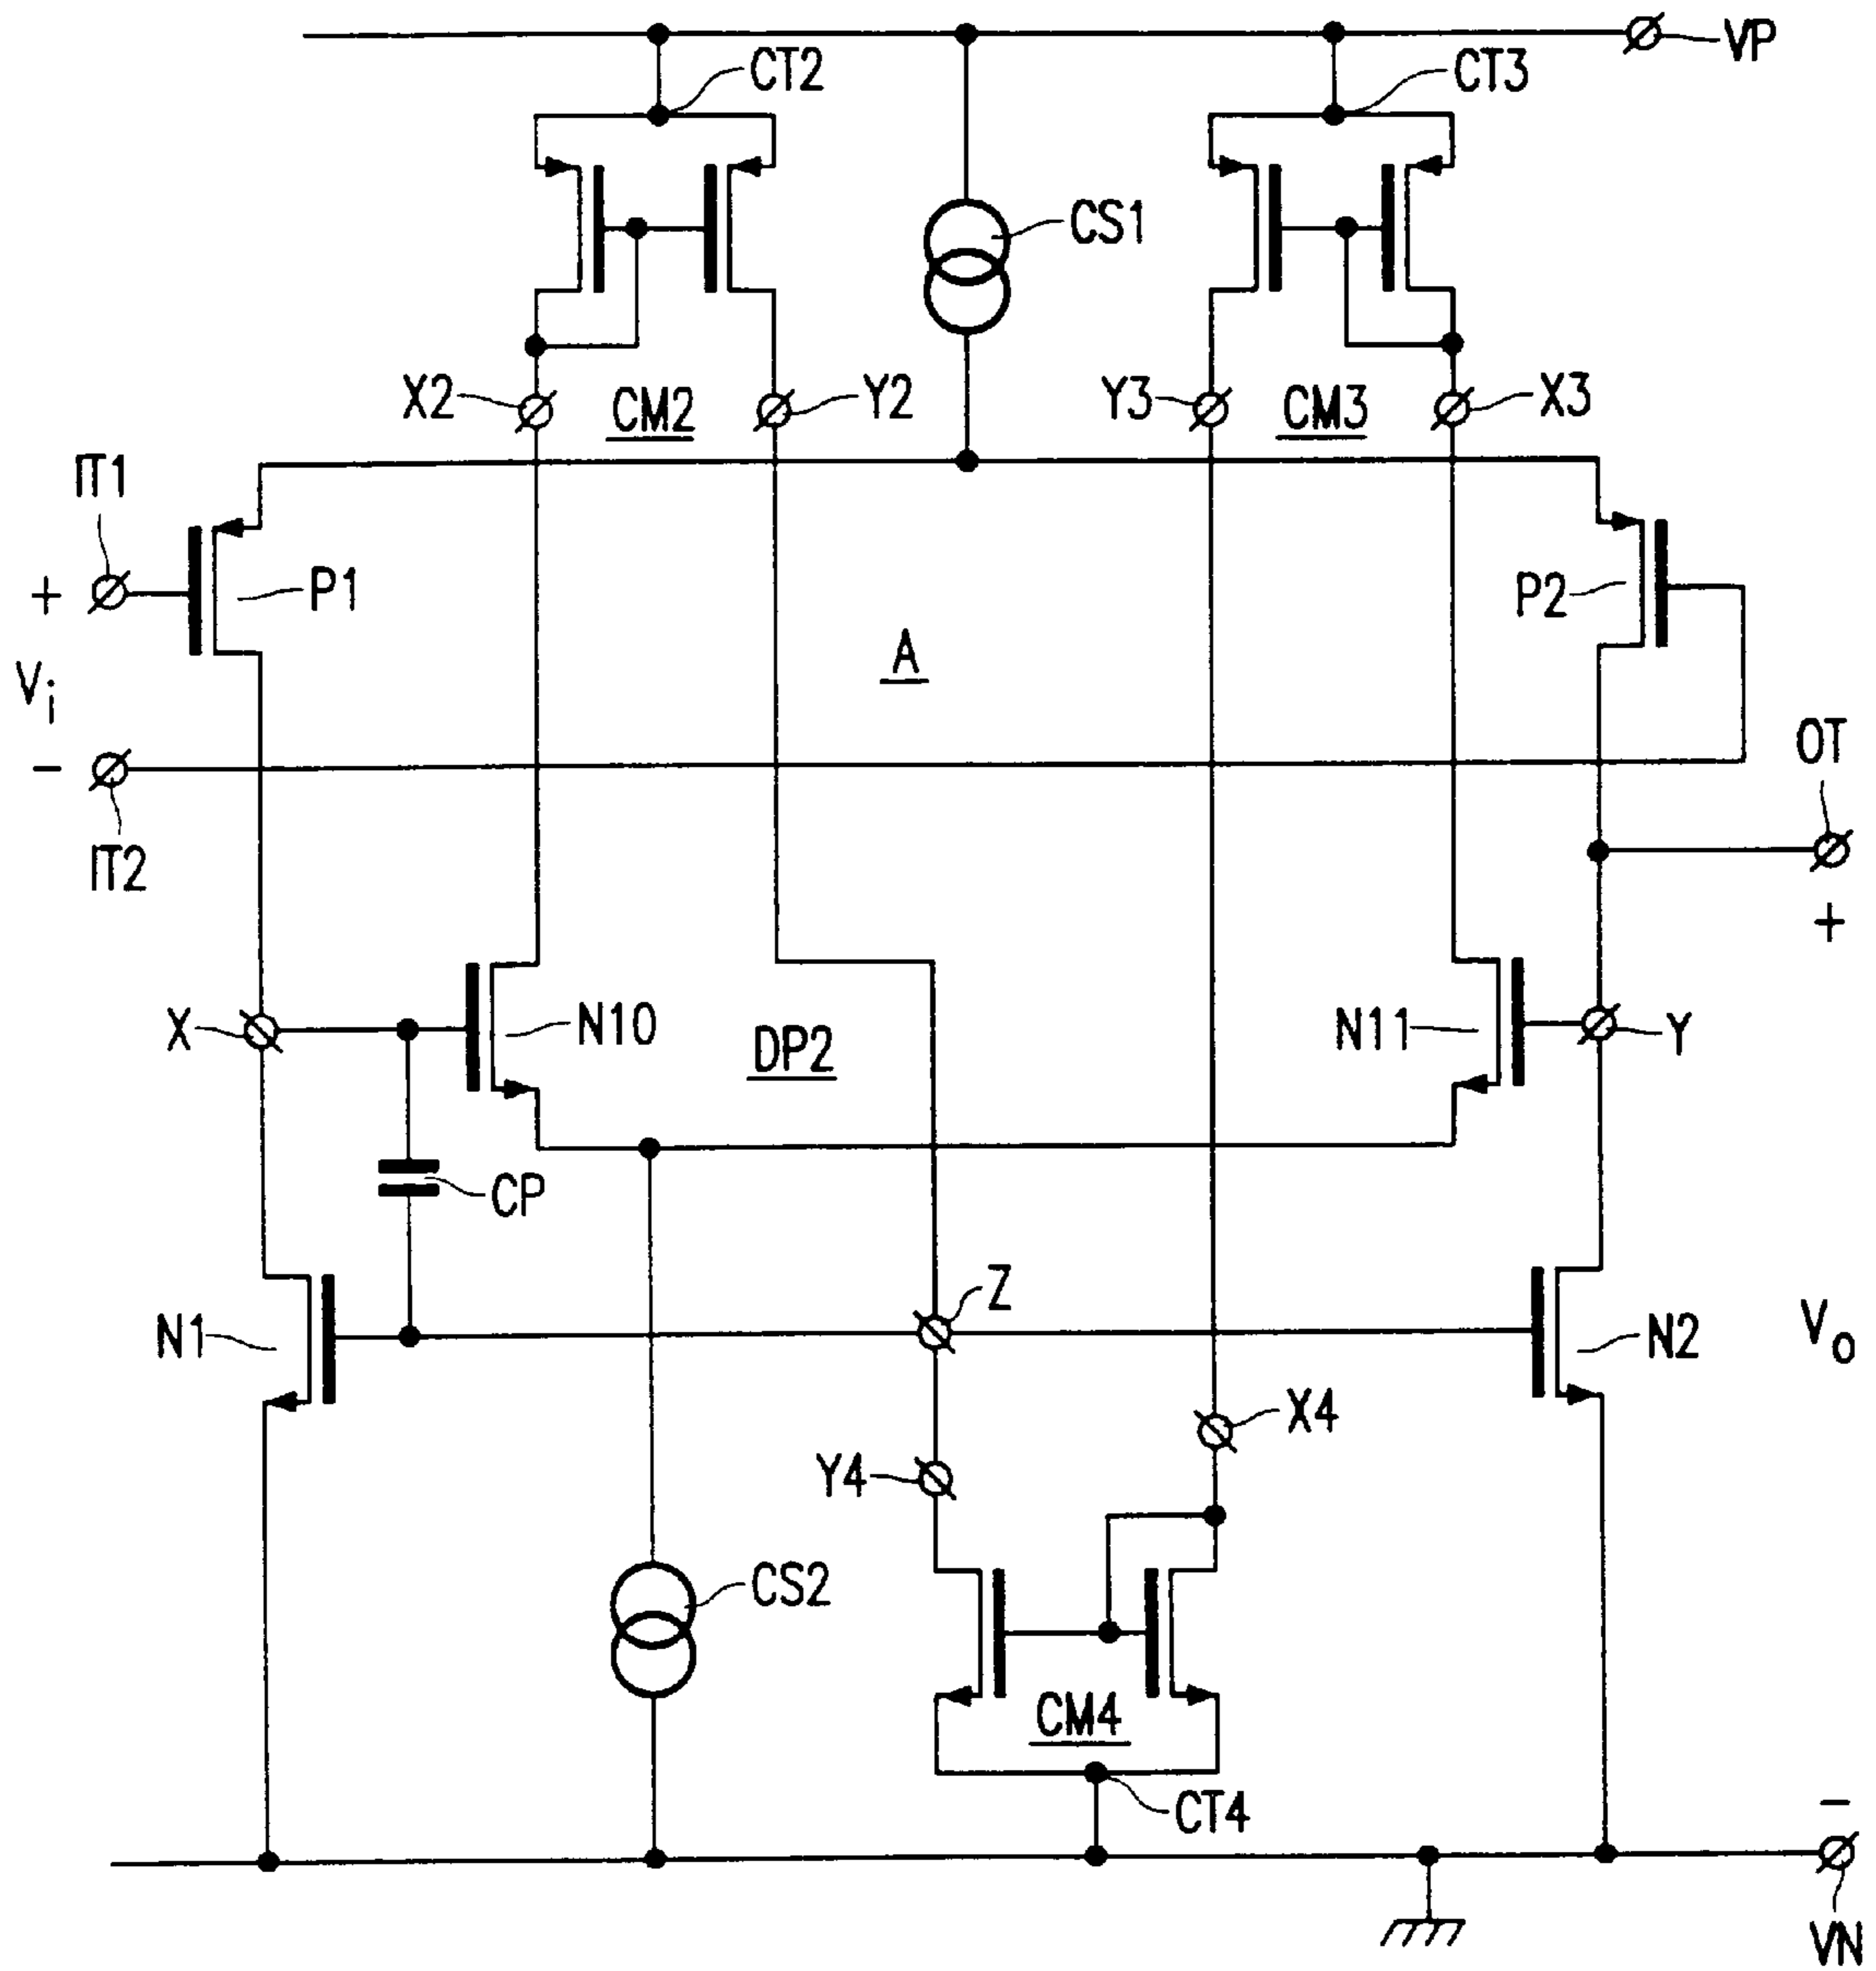 VP
CT2
CT3
CS1
X2
CM2
Y2
Y3
CM3
X3
IT1
+
P1
P2
A
Vi
-
OT
IT2
+
X
N10
DP2
N11
Y
CP
Z
N1
N2
Vo
X4
Y4
CS2
CM4
CT4
-
VN